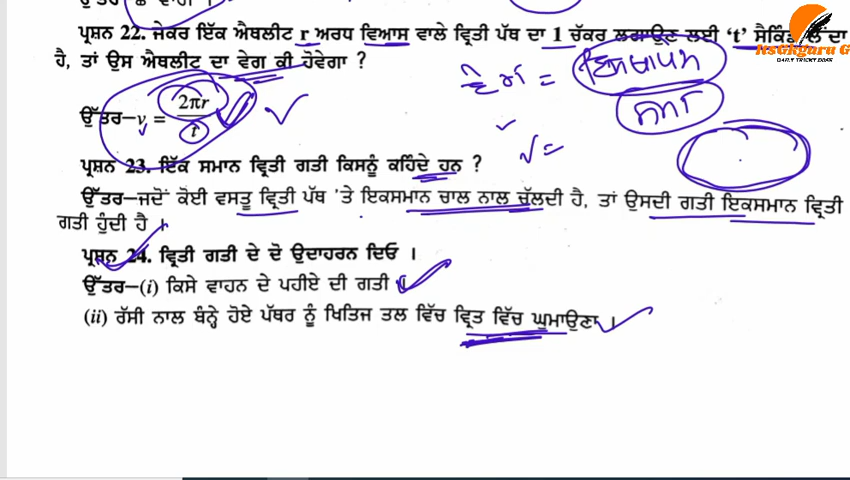 ਪ੍ਰਸ਼ਨ 22. ਜੇਕਰ ਇੱਕ ਐਥਲੀਟ r ਅਰਧ ਵਿਆਸ ਵਾਲੇ ਵ੍ਰਿਤੀ ਪੱਥ ਦਾ 1 ਚੱਕਰ ਲਗਾਉਣ ਲਈ ‘t’ ਸੈਕਿੰਡ ਲੈਂਦਾ
ਹੈ, ਤਾਂ ਉਸ ਐਥਲੀਟ ਦਾ ਵੇਗ ਕੀ ਹੋਵੇਗਾ ?
ਵੇਗ = ਵਿਸਥਾਪਨ
ਸਮਾਂ
ਉੱਤਰ–v = 2πr
t
v =
ਪ੍ਰਸ਼ਨ 23. ਇੱਕ ਸਮਾਨ ਵ੍ਰਿਤੀ ਗਤੀ ਕਿਸਨੂੰ ਕਹਿੰਦੇ ਹਨ ?
ਉੱਤਰ–ਜਦੋਂ ਕੋਈ ਵਸਤੂ ਵ੍ਰਿਤੀ ਪੱਥ 'ਤੇ ਇਕਸਮਾਨ ਚਾਲ ਨਾਲ ਚੱਲਦੀ ਹੈ, ਤਾਂ ਉਸਦੀ ਗਤੀ ਇਕਸਮਾਨ ਵ੍ਰਿਤੀ
ਗਤੀ ਹੁੰਦੀ ਹੈ ।
ਪ੍ਰਸ਼ਨ 24. ਵ੍ਰਿਤੀ ਗਤੀ ਦੇ ਦੋ ਉਦਾਹਰਨ ਦਿਓ ।
ਉੱਤਰ–(i) ਕਿਸੇ ਵਾਹਨ ਦੇ ਪਹੀਏ ਦੀ ਗਤੀ ।
(ii) ਰੱਸੀ ਨਾਲ ਬੰਨ੍ਹੇ ਹੋਏ ਪੱਥਰ ਨੂੰ ਖਿਤਿਜ ਤਲ ਵਿੱਚ ਵ੍ਰਿਤ ਵਿੱਚ ਘੁਮਾਉਣਾ ।